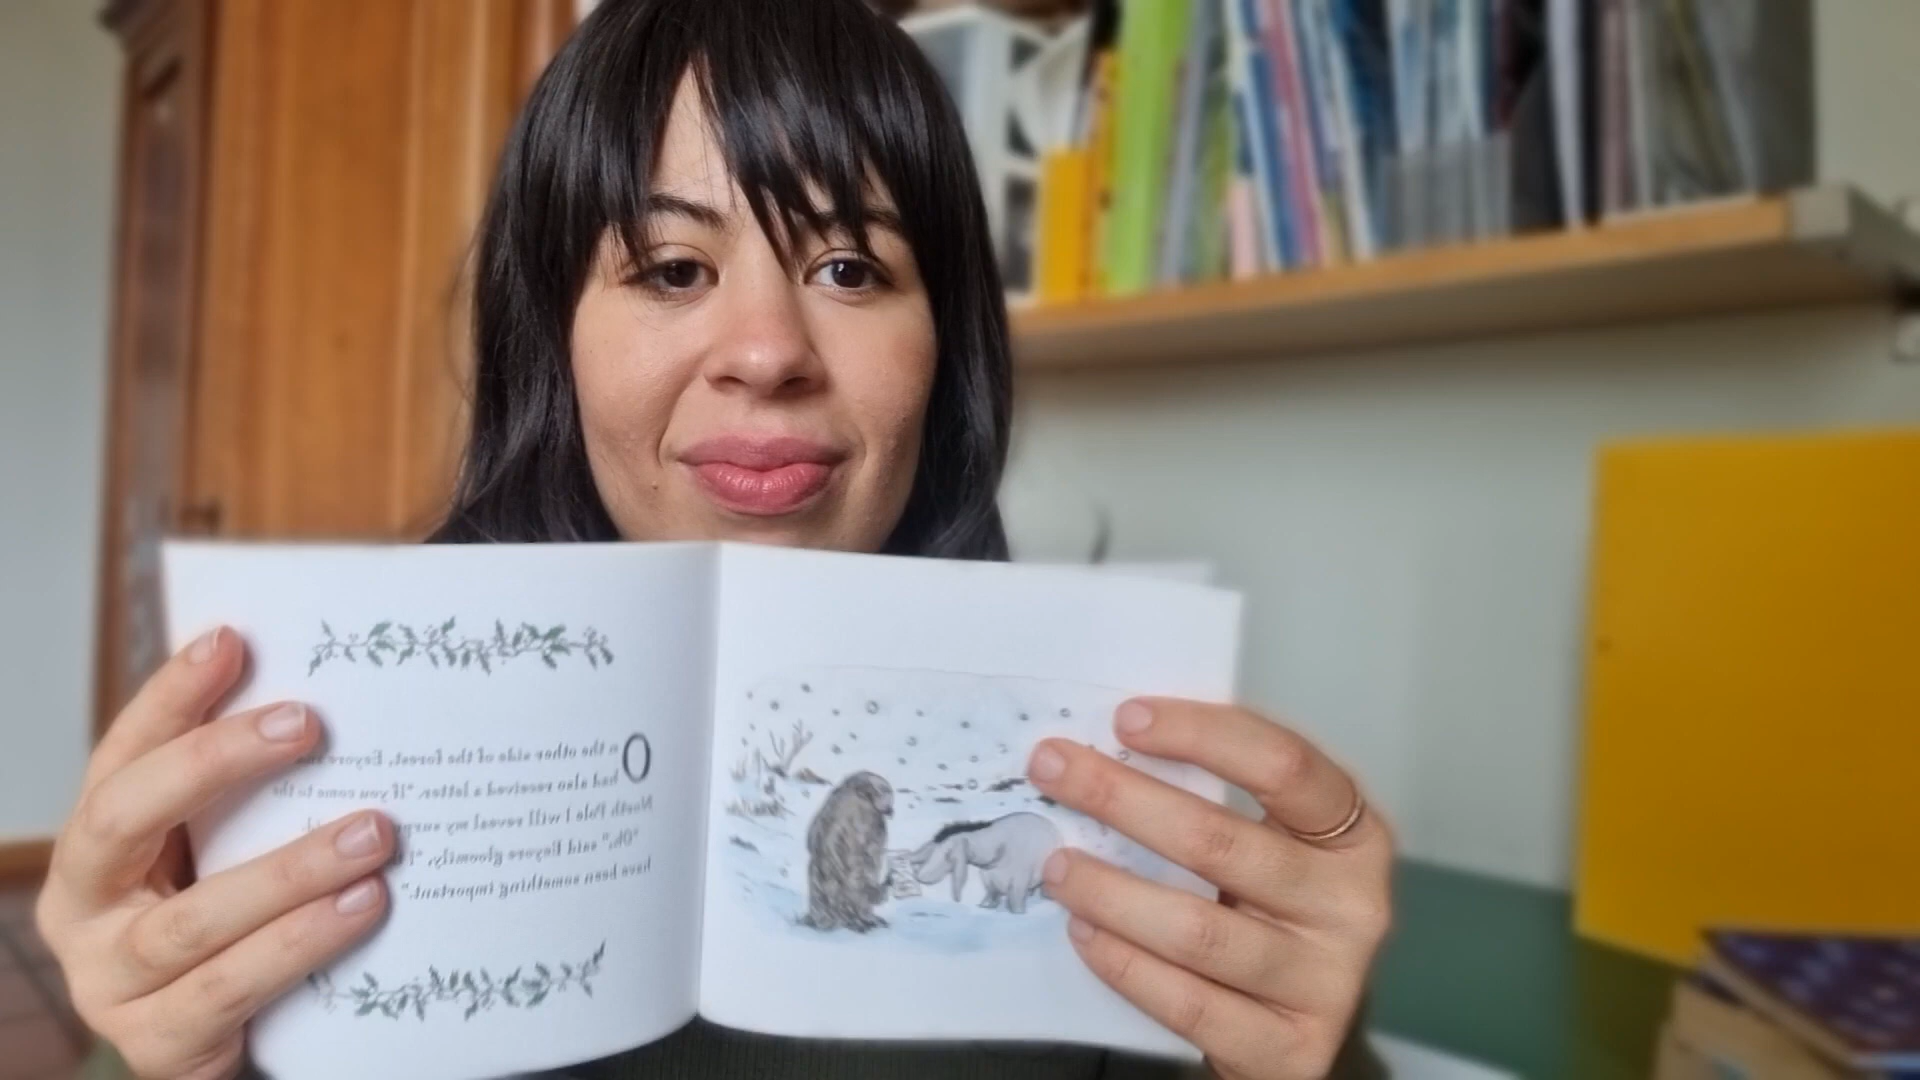 On the other side of the forest, Eeyore
had also received a letter. "If you come to the
North Pole I will reveal my
"Oh," said Eeyore gloomily,
have been something important."